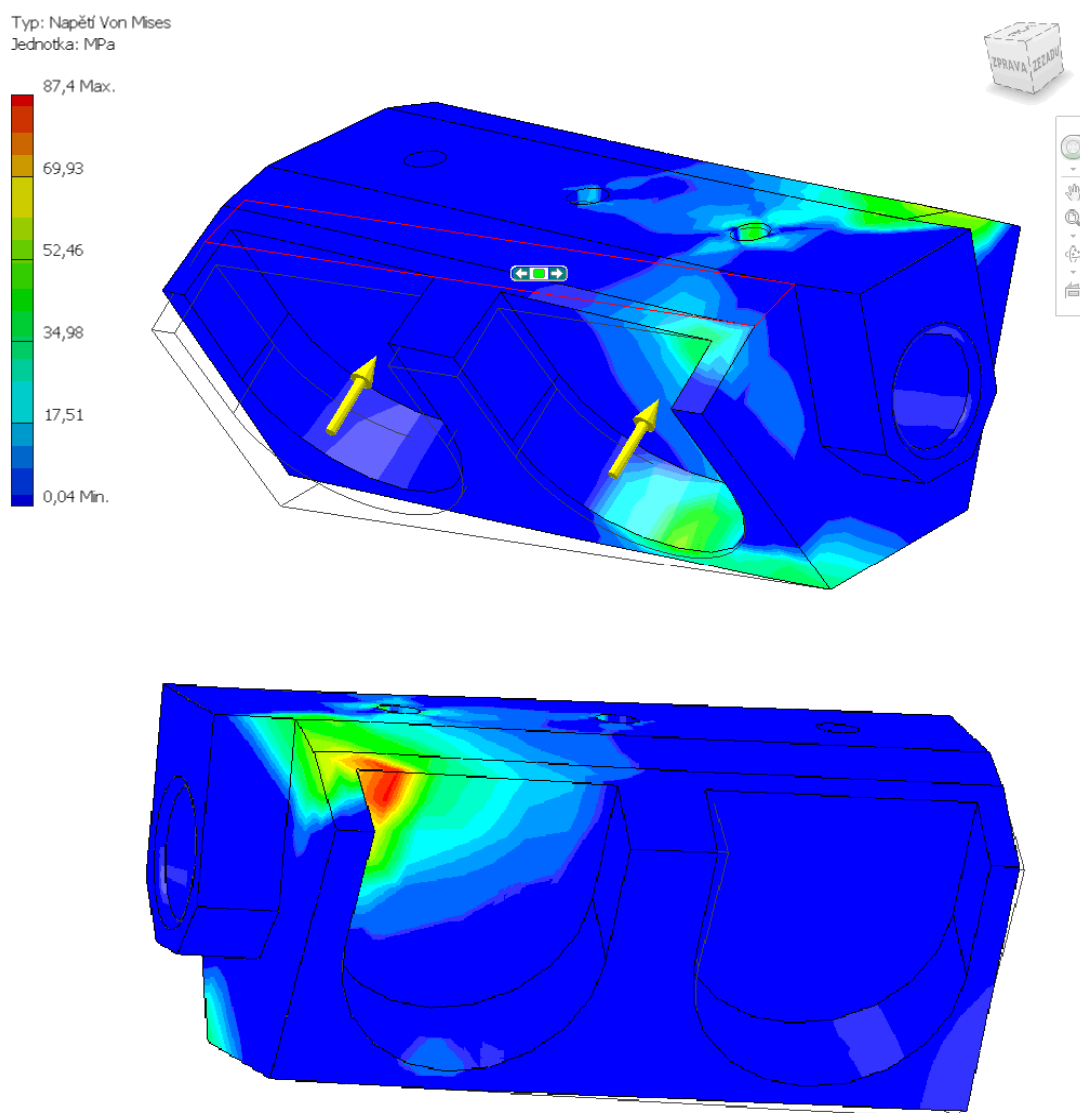 Typ: Napětí Von Mises
Jednotka: MPa
87,4 Max.
69,93
52,46
34,98
17,51
0,04 Min.
ZPRAVA
ZEZADU